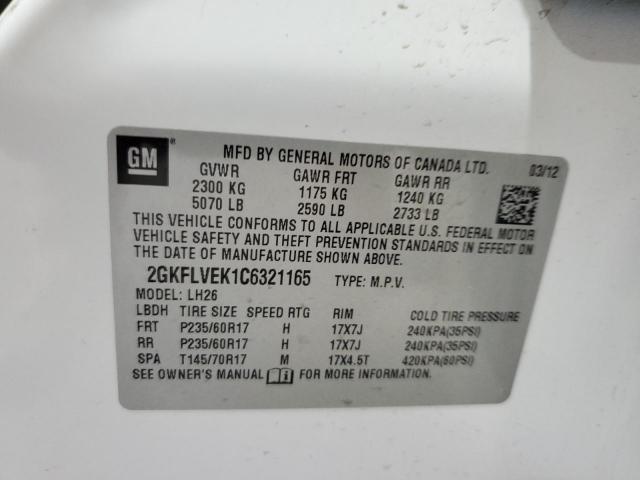 GM ®
MFD BY GENERAL MOTORS OF CANADA LTD. 03/12
GVWR GAWR FRT GAWR RR
2300 KG 1175 KG 1240 KG
5070 LB 2590 LB 2733 LB
THIS VEHICLE CONFORMS TO ALL APPLICABLE U.S. FEDERAL MOTOR
VEHICLE SAFETY AND THEFT PREVENTION STANDARDS IN EFFECT ON
THE DATE OF MANUFACTURE SHOWN ABOVE.
2GKFLVEK1C6321165 TYPE: M.P.V.
MODEL: LH26
LBDH TIRE SIZE SPEED RTG RIM COLD TIRE PRESSURE
FRT P235/60R17 H 17X7J 240KPA(35PSI)
RR P235/60R17 H 17X7J 240KPA(35PSI)
SPA T145/70R17 M 17X4.5T 420KPA(60PSI)
SEE OWNER'S MANUAL FOR MORE INFORMATION.